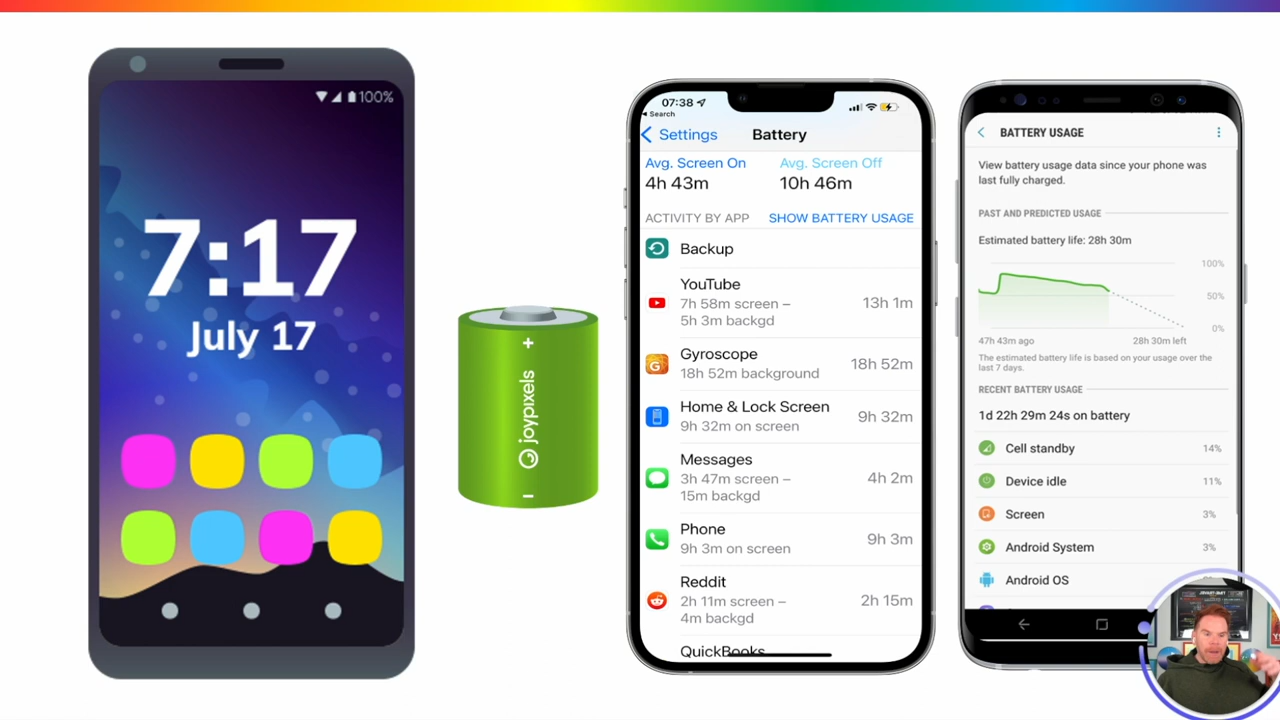 100%
7:17
July 17
joypixels
07:38
Search
Settings
Battery
Avg. Screen On
Avg. Screen Off
4h 43m
10h 46m
ACTIVITY BY APP
SHOW BATTERY USAGE
Backup
YouTube
7h 58m screen –
5h 3m backgd
13h 1m
Gyroscope
18h 52m background
18h 52m
Home & Lock Screen
9h 32m on screen
9h 32m
Messages
3h 47m screen –
15m backgd
4h 2m
Phone
9h 3m on screen
9h 3m
Reddit
2h 11m screen –
4m backgd
2h 15m
QuickBooks
BATTERY USAGE
View battery usage data since your phone was
last fully charged.
PAST AND PREDICTED USAGE
Estimated battery life: 28h 30m
100%
50%
0%
47h 43m ago
28h 30m left
The estimated battery life is based on your usage over the
last 7 days.
RECENT BATTERY USAGE
1d 22h 29m 24s on battery
Cell standby
14%
Device idle
11%
Screen
3%
Android System
3%
Android OS